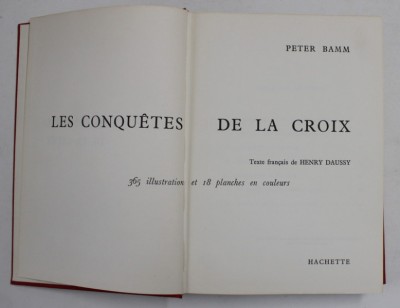 PETER BAMM
LES CONQUÊTES DE LA CROIX
Texte français de HENRY DAUSSY
365 illustration et 18 planches en couleurs
HACHETTE